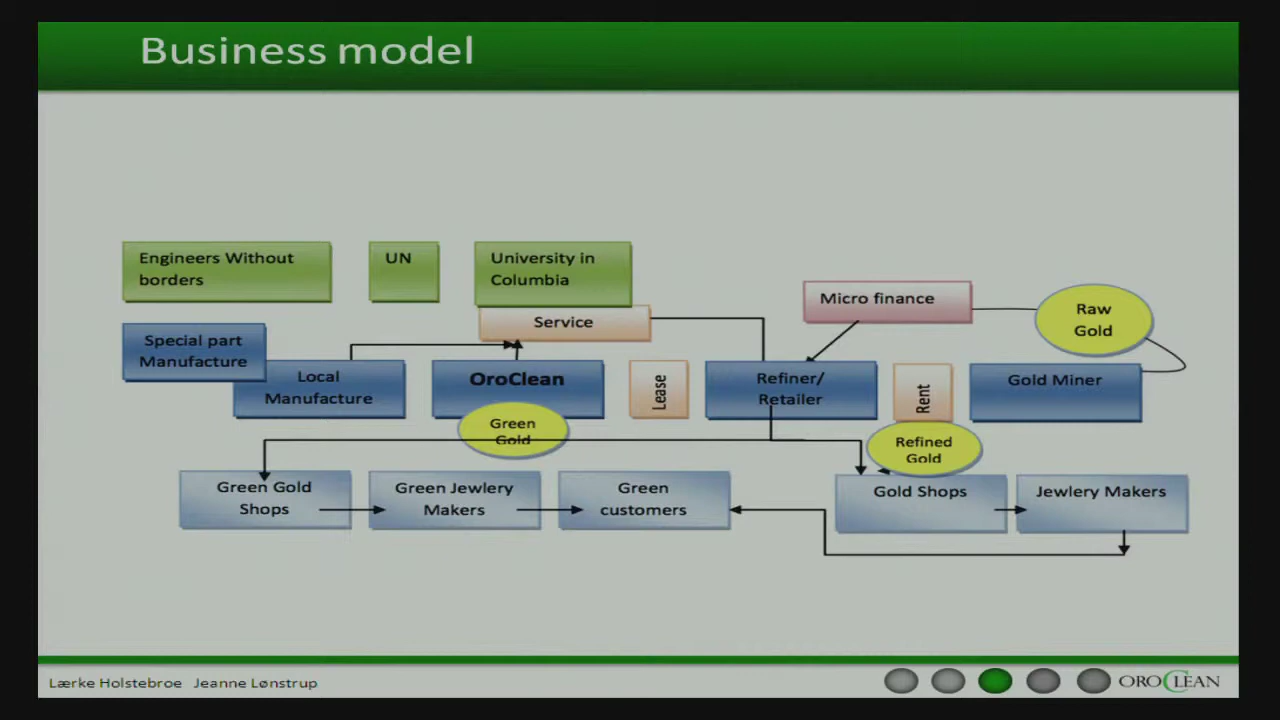 Business model
Engineers Without
borders
UN
University in
Columbia
Service
Micro finance
Raw
Gold
Special part
Manufacture
Local
Manufacture
OroClean
Lease
Refiner/
Retailer
Rent
Gold Miner
Green
Gold
Refined
Gold
Green Gold
Shops
Green Jewlery
Makers
Green
customers
Gold Shops
Jewlery Makers
Lærke Holstebroe Jeanne Lønstrup
OROCLEAN